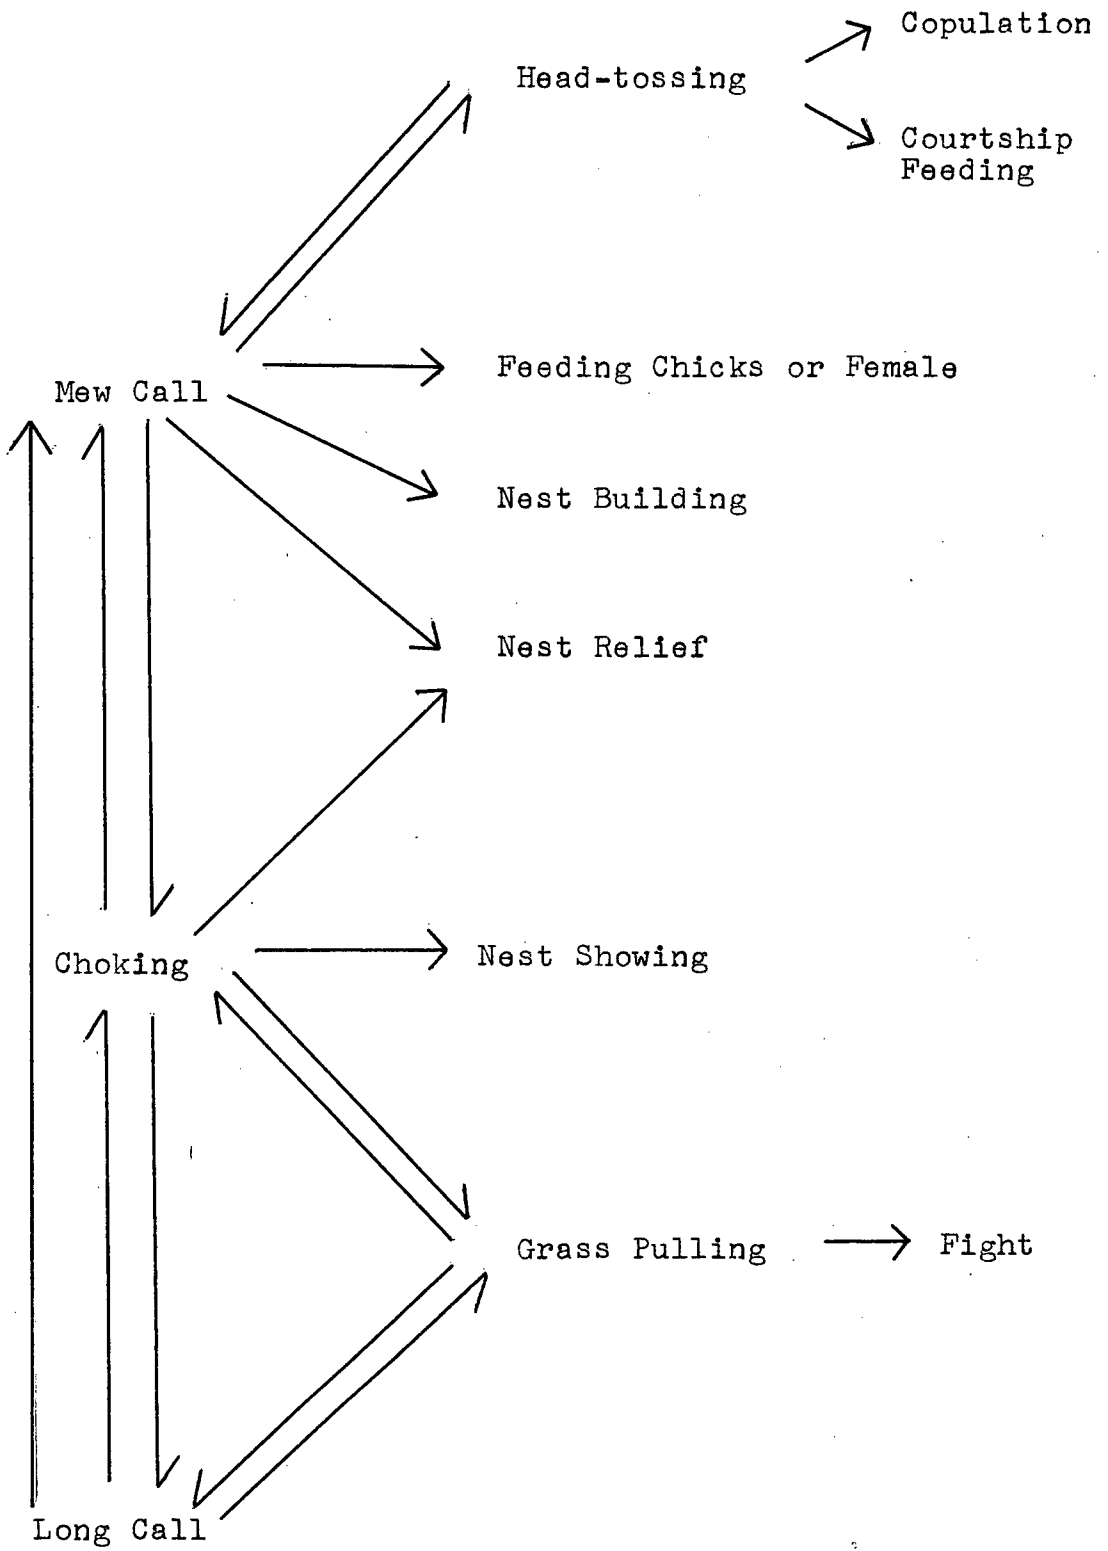 Copulation
Head-tossing
Courtship
Feeding
Feeding Chicks or Female
Mew Call
Nest Building
Nest Relief
Nest Showing
Choking
Grass Pulling
Fight
Long Call